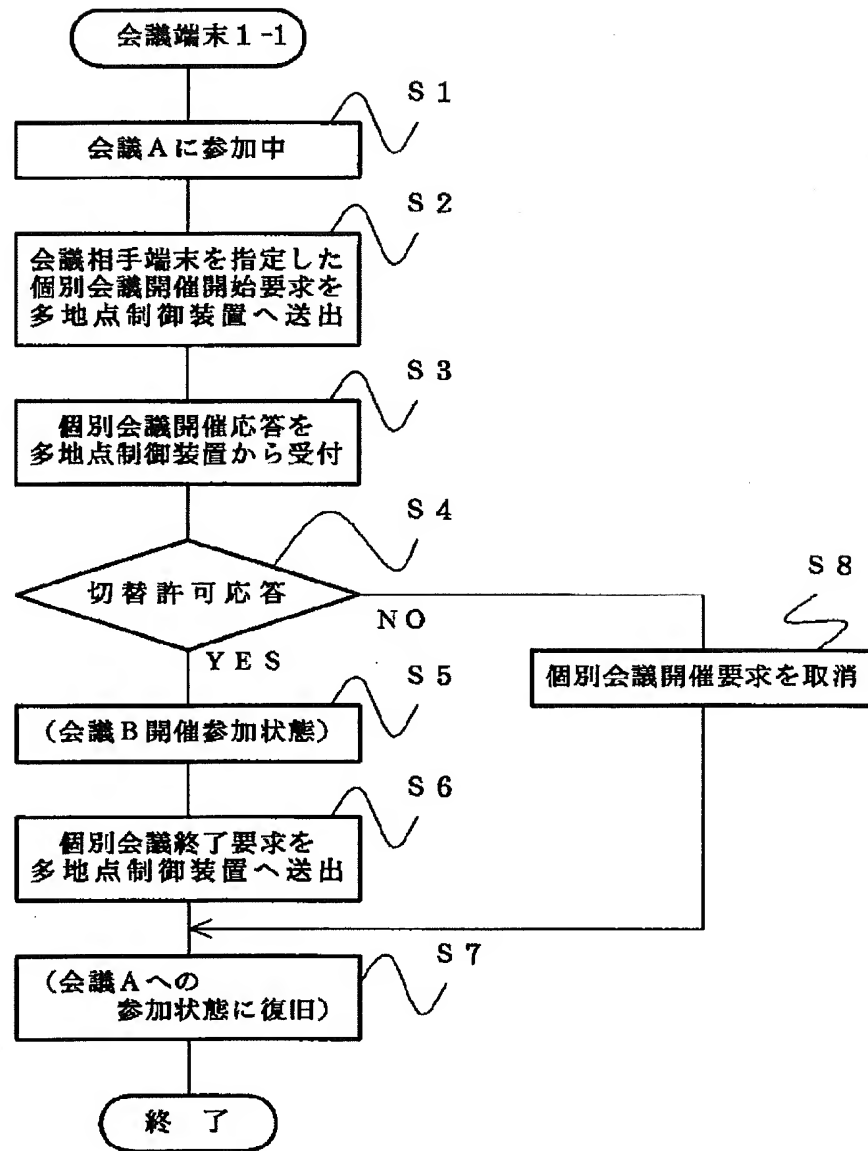 会議端末1-1
S1
会議Aに参加中
S2
会議相手端末を指定した
個別会議開催開始要求を
多地点制御装置へ送出
S3
個別会議開催応答を
多地点制御装置から受付
S4
切替許可応答
NO
YES
S8
個別会議開催要求を取消
S5
(会議B開催参加状態)
S6
個別会議終了要求を
多地点制御装置へ送出
S7
(会議Aへの
参加状態に復旧)
終 了